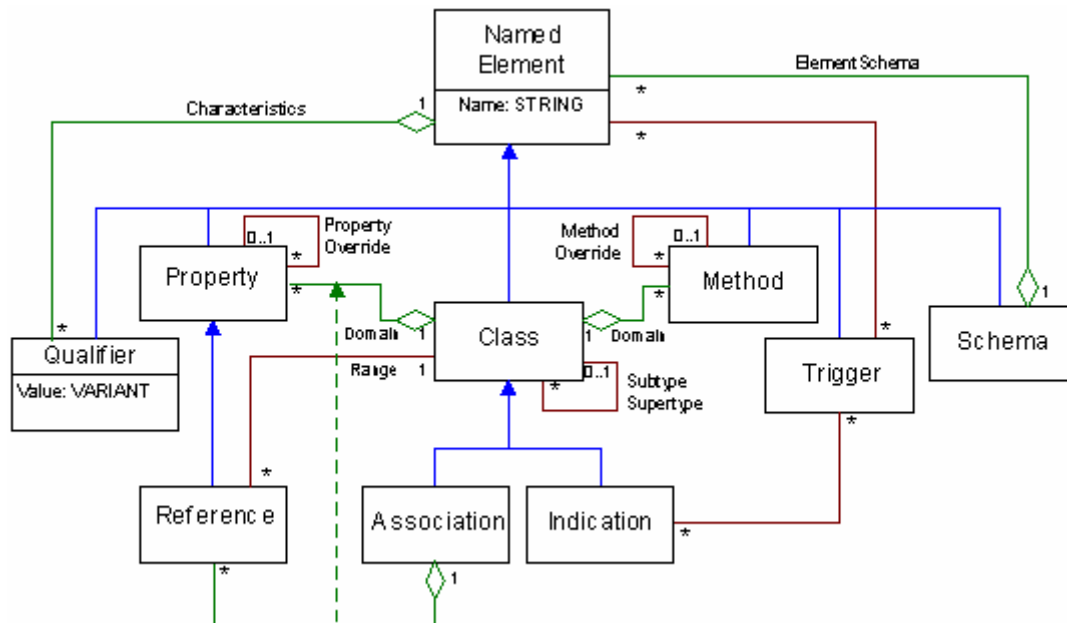 Named
Element
Name: STRING
Element Schema
*
1
Characteristics
1
*
Property
Override
0..1
*
Method
Override
0..1
*
Property
*
Method
*
1
Class
1
Domain
Domain
1
Schema
*
Qualifier
Value: VARIANT
Range
1
0..1
*
Subtype
Supertype
*
Trigger
*
*
Reference
*
Association
1
Indication
*